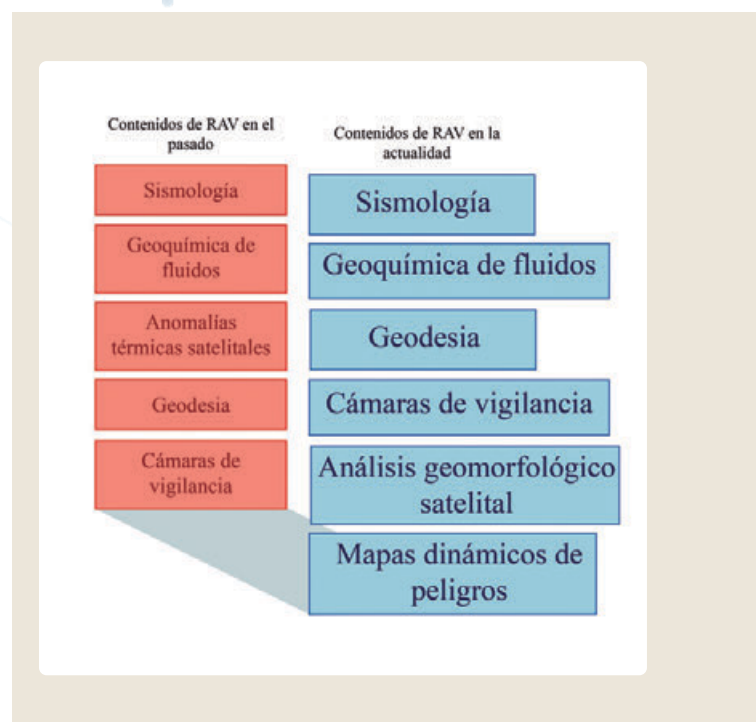 Contenidos de RAV en el
pasado
Sismología
Geoquímica de
fluidos
Anomalías
térmicas satelitales
Geodesia
Cámaras de
vigilancia
Contenidos de RAV en la
actualidad
Sismología
Geoquímica de fluidos
Geodesia
Cámaras de vigilancia
Análisis geomorfológico
satelital
Mapas dinámicos de
peligros